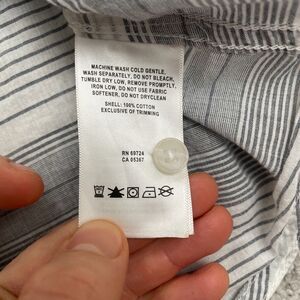 MACHINE WASH COLD GENTLE,
WASH SEPARATELY, DO NOT BLEACH,
TUMBLE DRY LOW, REMOVE PROMPTLY,
IRON LOW, DO NOT USE FABRIC
SOFTENER, DO NOT DRYCLEAN
SHELL: 100% COTTON
EXCLUSIVE OF TRIMMING
RN 69724
CA 05367